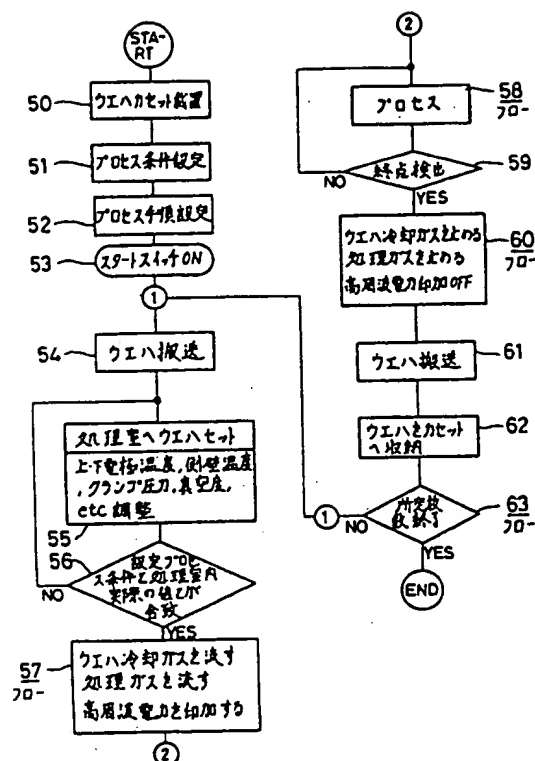 STA-
RT
50
ウエハカセット載置
51
プロセス条件設定
52
プロセス手順設定
53
スタートスイッチON
1
54
ウエハ搬送
処理室へウエハセット
上・下電極温度,側壁温度
,クランプ圧力,真空度,
etc 調整
55
56
設定プロセ
ス条件と処理室内
実際の値とが
合致
NO
YES
57
フロー
ウエハ冷却ガスを流す
処理ガスを流す
高周波電力を印加する
2
2
58
フロー
プロセス
59
終点検出
NO
YES
60
フロー
ウエハ冷却ガスを止める
処理ガスを止める
高周波電力印加OFF
61
ウエハ搬送
62
ウエハをカセット
へ収納
63
フロー
所定枚
数終了
1
NO
YES
END